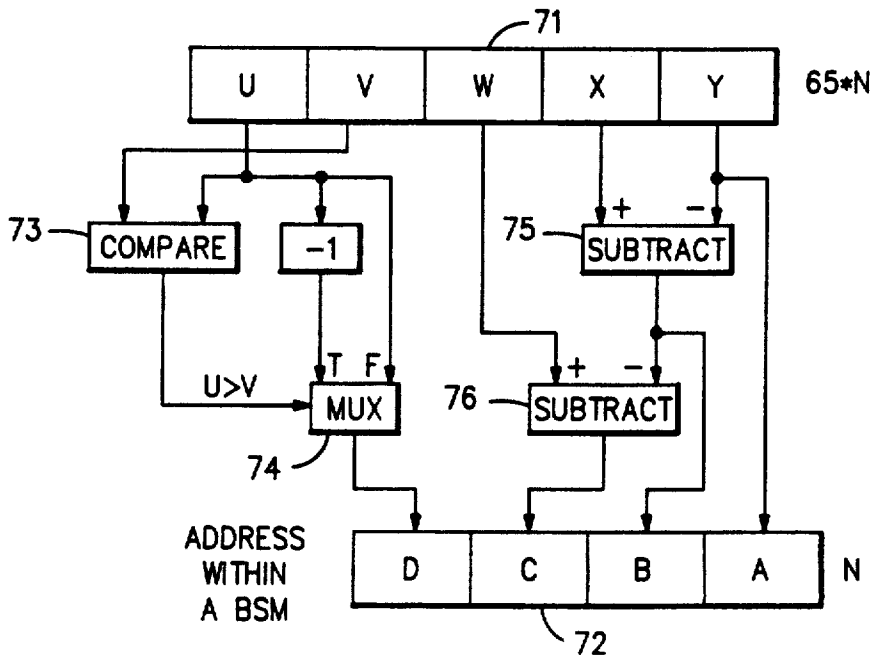 71
U V W X Y 65*N
73 COMPARE -1
+ -
75 SUBTRACT
T F
U>V MUX
74
+ -
76 SUBTRACT
ADDRESS
WITHIN
A BSM
D C B A N
72